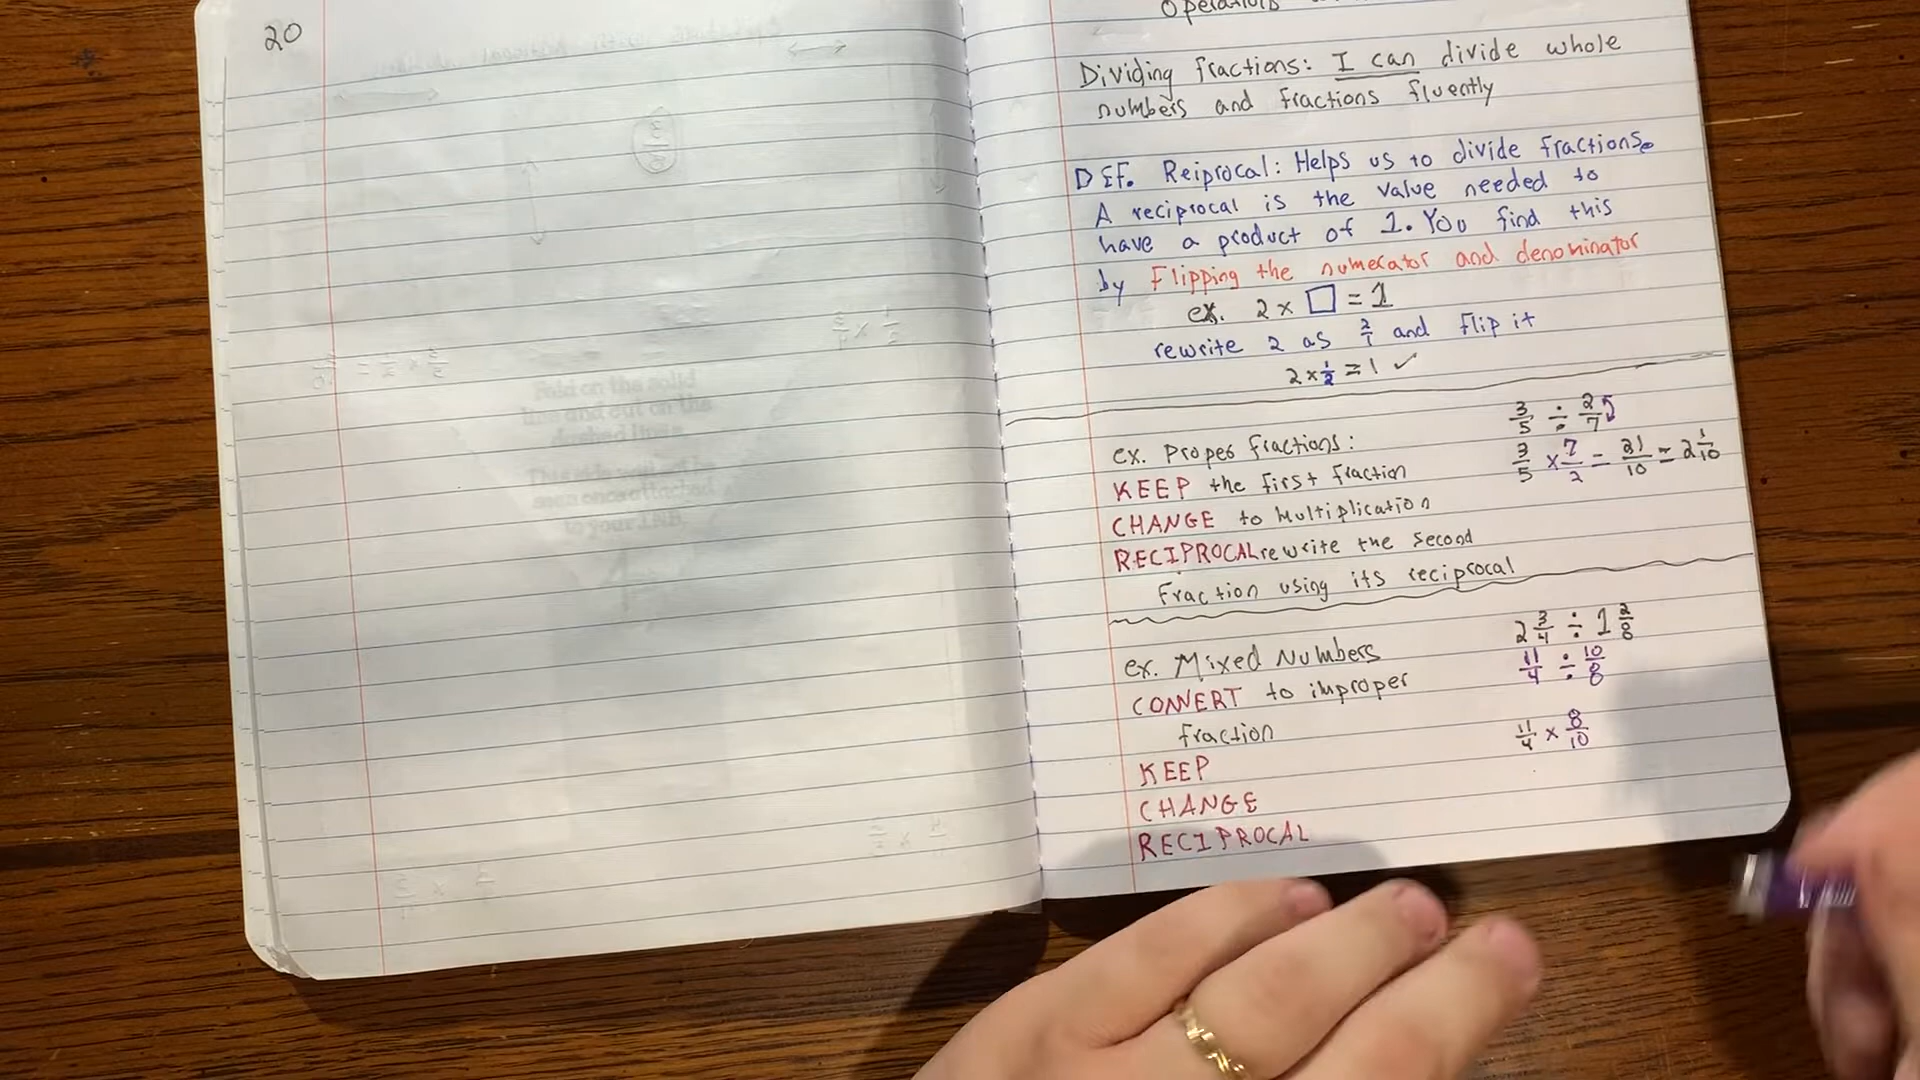 20
Operations
Dividing fractions: I can divide whole
numbers and fractions fluently
DEF. Reiprocal: Helps us to divide fractions.
A reciprocal is the value needed to
have a product of 1. You find this
by Flipping the numerator and denominator
ex. 2 × □ = 1
rewrite 2 as 2/1 and flip it
2 × 1/2 = 1 ✓
3/5 ÷ 2/7
ex. Proper fractions:
3/5 × 7/2 = 21/10 = 2 1/10
KEEP the first fraction
CHANGE to Multiplication
RECIPROCAL rewrite the second
fraction using its reciprocal
2 3/4 ÷ 1 2/8
ex. Mixed Numbers
11/4 ÷ 10/8
CONVERT to improper
fraction
11/4 × 8/10
KEEP
CHANGE
RECIPROCAL